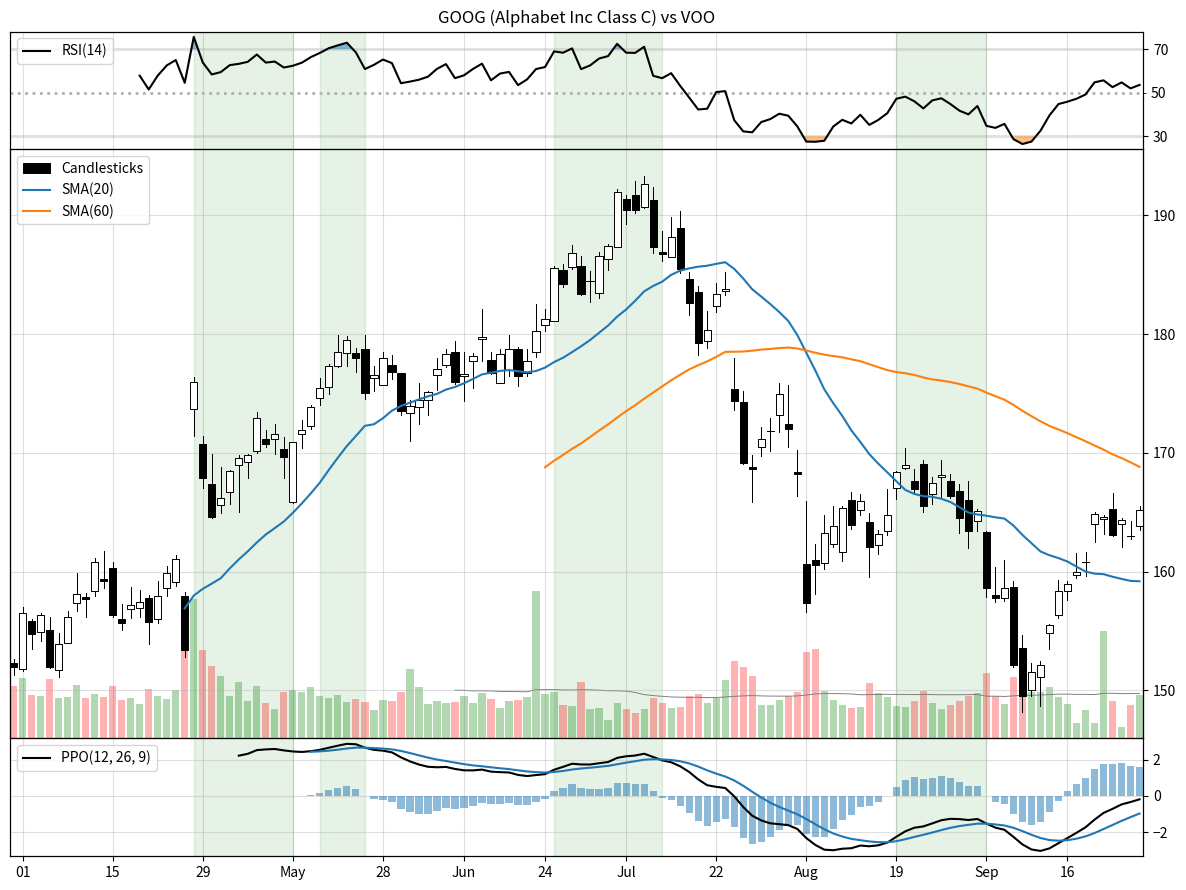 GOOG (Alphabet Inc Class C) vs VOO
RSI(14)
70
50
30
Candlesticks
SMA(20)
SMA(60)
190
180
170
160
150
PPO(12, 26, 9)
2
0
−2
01 15 29 May 28 Jun 24 Jul 22 Aug 19 Sep 16